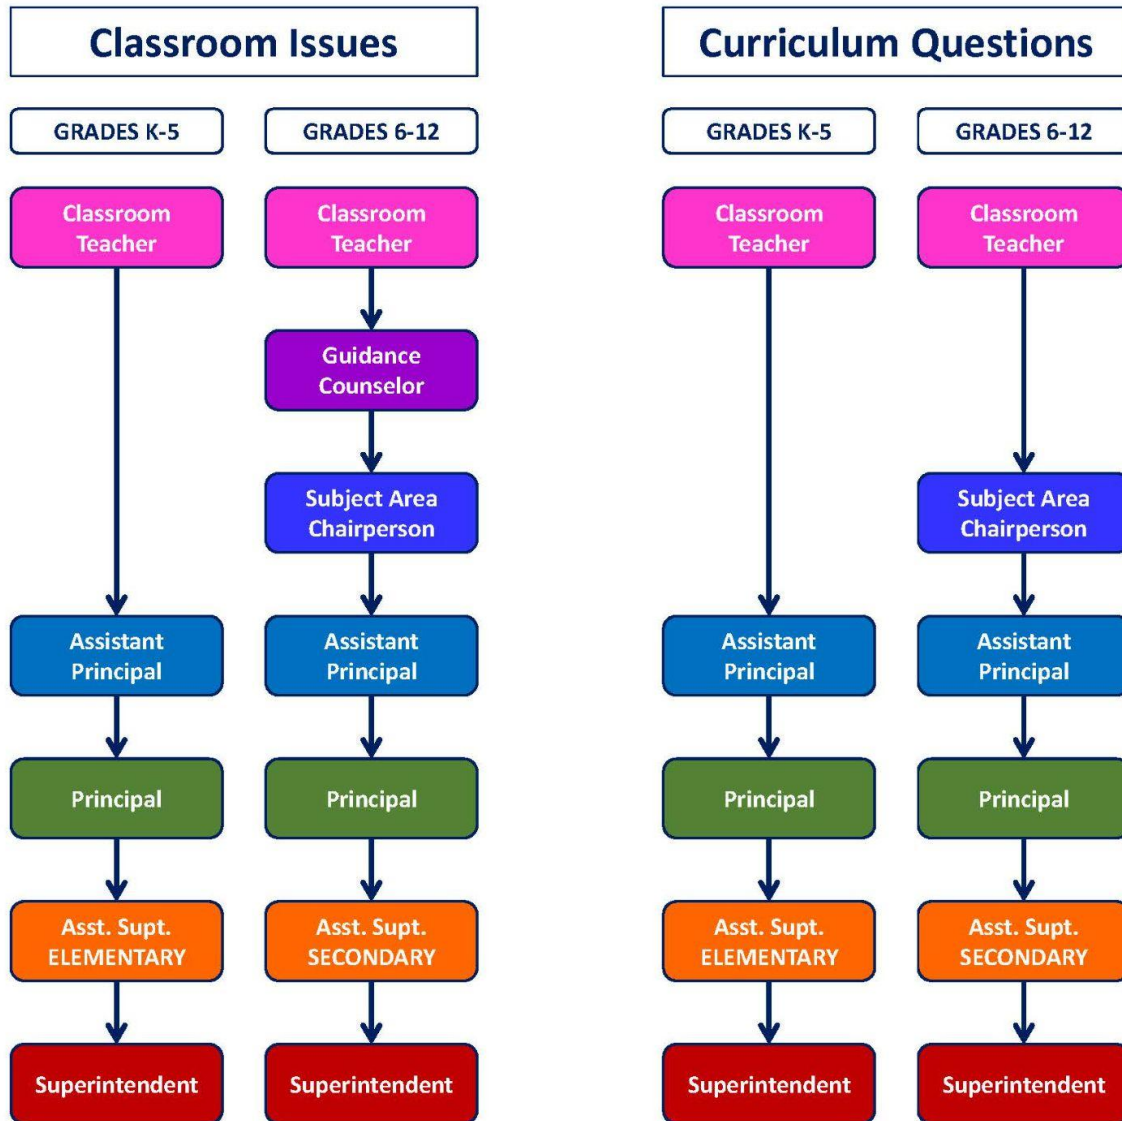 Classroom Issues
GRADES K-5
Classroom
Teacher
Assistant
Principal
Principal
Asst. Supt.
ELEMENTARY
Superintendent
GRADES 6-12
Classroom
Teacher
Guidance
Counselor
Subject Area
Chairperson
Assistant
Principal
Principal
Asst. Supt.
SECONDARY
Superintendent
Curriculum Questions
GRADES K-5
Classroom
Teacher
Assistant
Principal
Principal
Asst. Supt.
ELEMENTARY
Superintendent
GRADES 6-12
Classroom
Teacher
Subject Area
Chairperson
Assistant
Principal
Principal
Asst. Supt.
SECONDARY
Superintendent